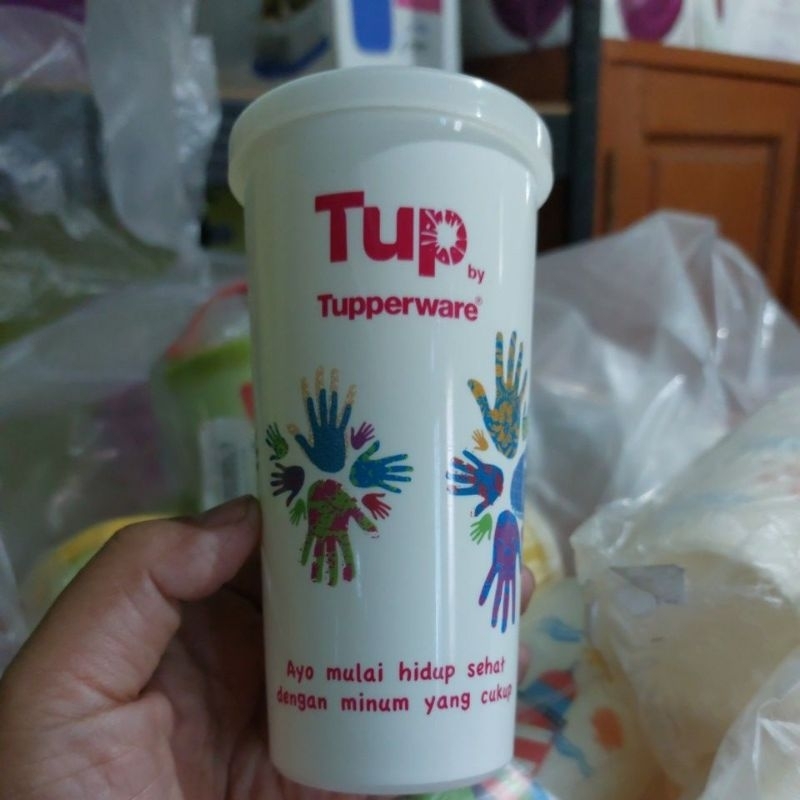 Tup
by
Tupperware®
Ayo mulai hidup sehat
dengan minum yang cukup